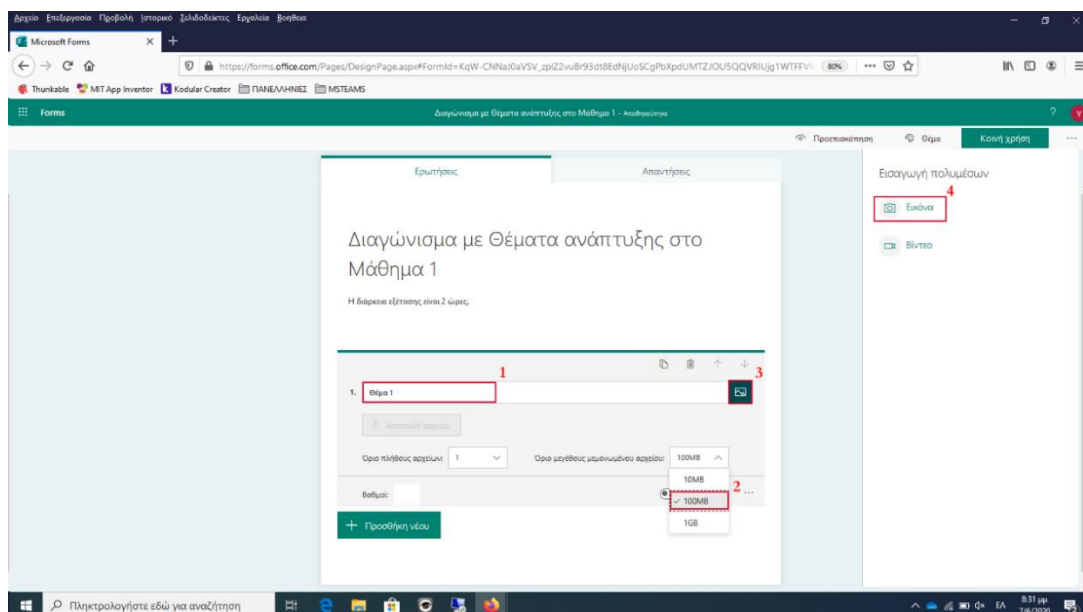 Αρχείο Επεξεργασία Προβολή Ιστορικό Σελιδοδείκτες Εργαλεία Βοήθεια
Microsoft Forms
https://forms.office.com/Pages/DesignPage.aspx#FormId=
80%
Thunkable MIT App Inventor Kodular Creator ΠΑΝΕΛΛΗΝΙΕΣ MSTEAMS
Forms Διαγώνισμα με Θέματα ανάπτυξης στο Μάθημα 1 - Αποθηκεύτηκε ? Y
Προεπισκόπηση Θέμα Κοινή χρήση
Ερωτήσεις Απαντήσεις
Εισαγωγή πολυμέσων
4
Εικόνα
Βίντεο
Διαγώνισμα με Θέματα ανάπτυξης στο
Μάθημα 1
Η διάρκεια εξέτασης είναι 2 ώρες.
1 3
1. Θέμα 1
Αποστολή αρχείου
Όριο πλήθους αρχείων: 1 Όριο μεγέθους μεμονωμένου αρχείου: 100MB
10MB
Βαθμοί: 2
100MB
1GB
Προσθήκη νέου
Πληκτρολογήστε εδώ για αναζήτηση
ΕΛ 8:31 μμ
7/6/2020